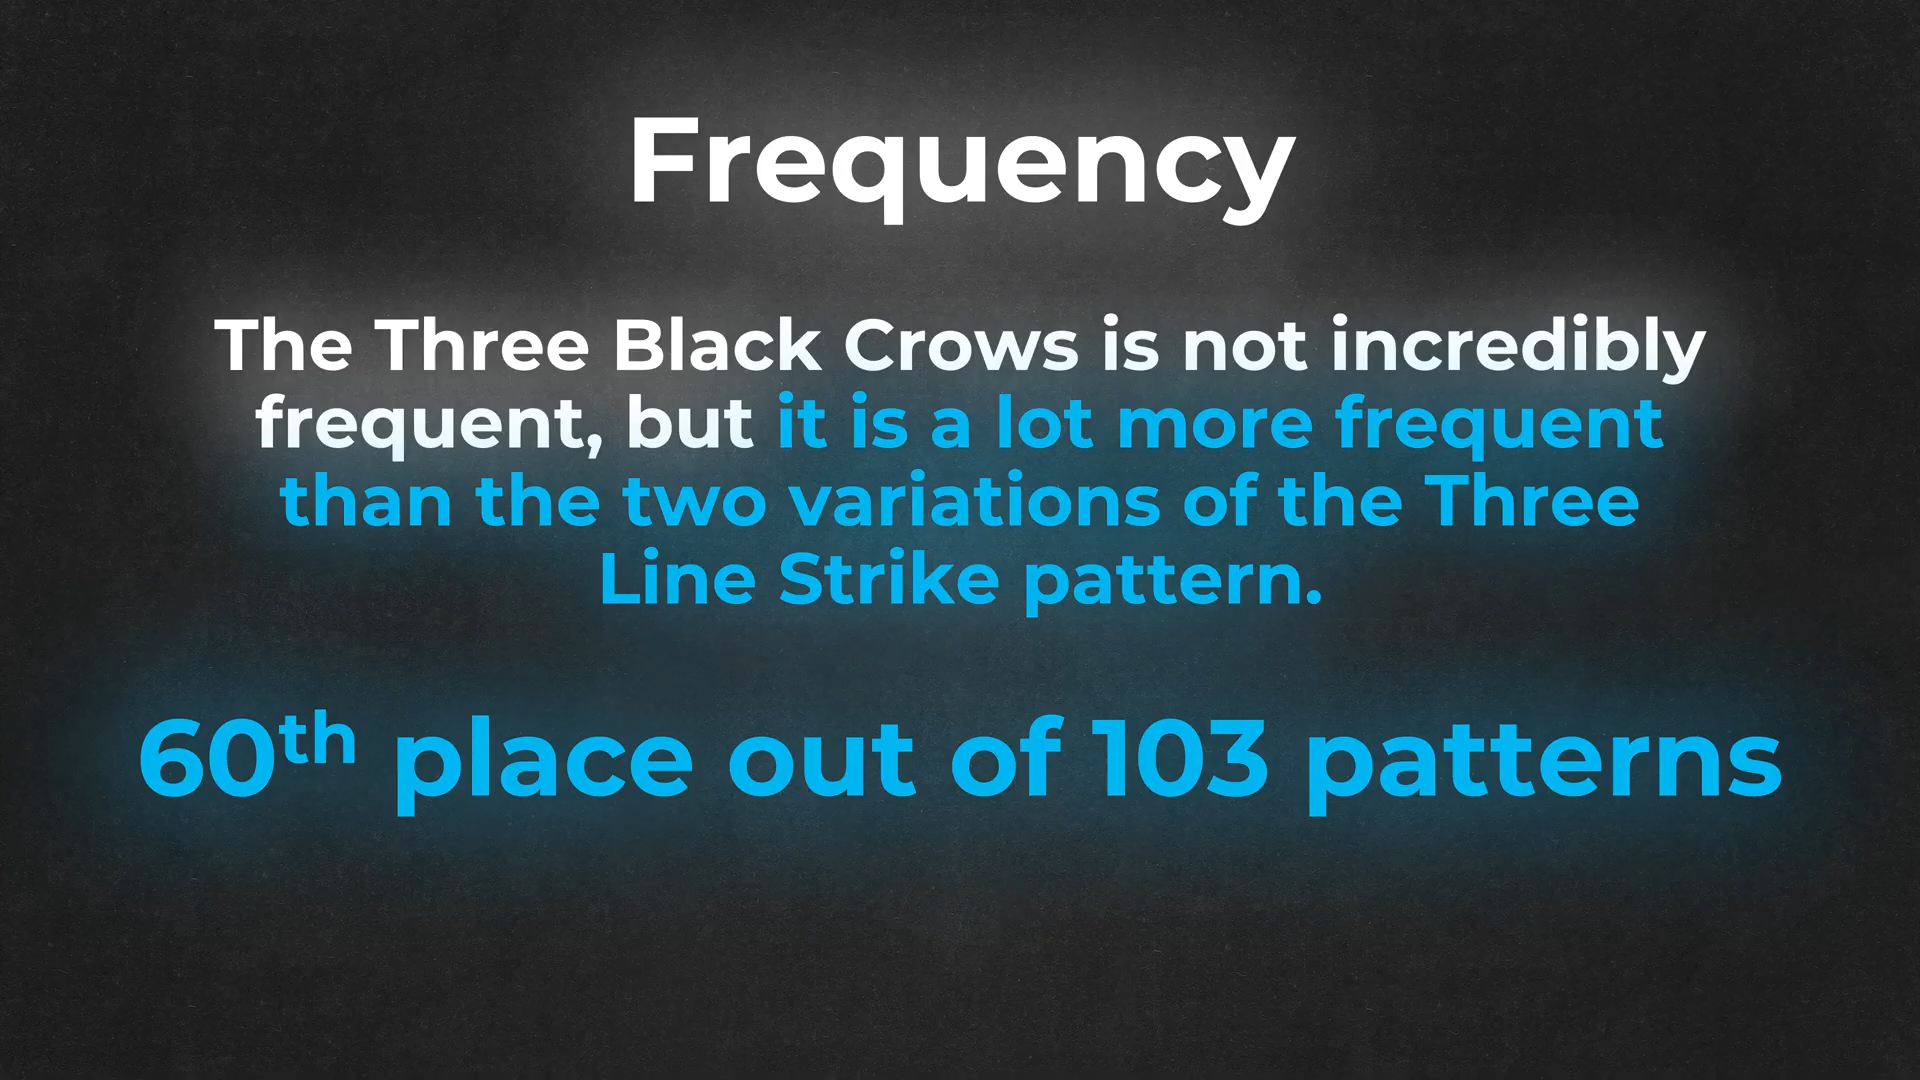 Frequency
The Three Black Crows is not incredibly
frequent, but it is a lot more frequent
than the two variations of the Three
Line Strike pattern.
60th place out of 103 patterns